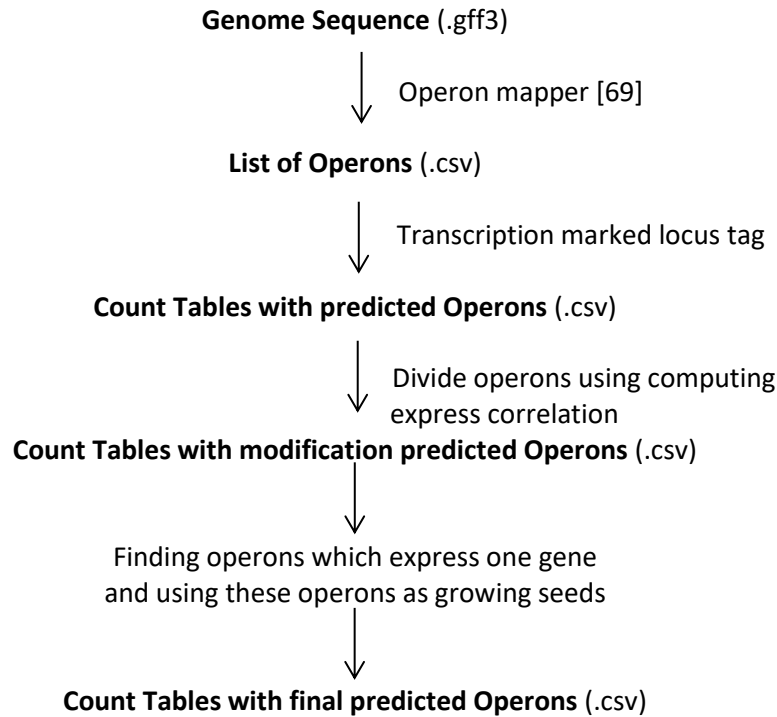 Genome Sequence (.gff3)
Operon mapper [69]
List of Operons (.csv)
Transcription marked locus tag
Count Tables with predicted Operons (.csv)
Divide operons using computing
express correlation
Count Tables with modification predicted Operons (.csv)
Finding operons which express one gene
and using these operons as growing seeds
Count Tables with final predicted Operons (.csv)